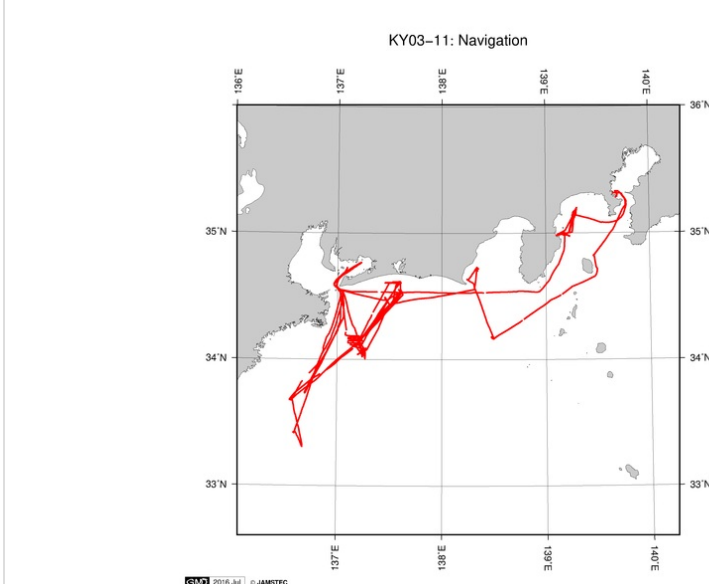 KY03−11: Navigation
136°E 137°E 138°E 139°E 140°E
36°N
35°N 35°N
34°N 34°N
33°N 33°N
137°E 138°E 139°E 140°E
GMD 2016 Jul © JAMSTEC